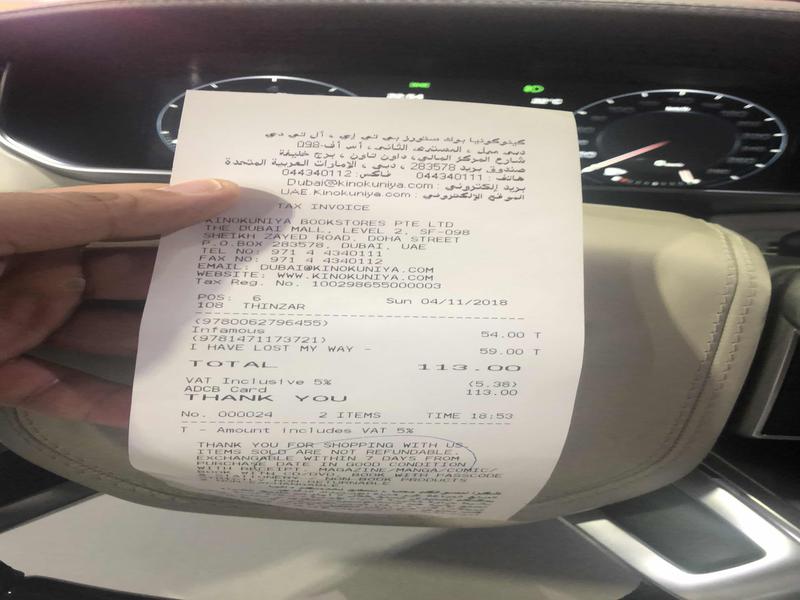 كينوكونيا بوك ستورز بي تي إي ، أل تي دي
دبي مول ، المستوى الثاني ، أس أف-098
شارع المركز المالي، داون تاون ، برج خليفة
صندوق بريد 283578 ، دبي ، الإمارات العربية المتحدة
هاتف : 044340111 فاكس: 044340112
بريد إلكتروني : Dubai@kinokuniya.com
الموقع الإلكتروني : UAE.Kinokuniya.com
TAX INVOICE
KINOKUNIYA BOOKSTORES PTE LTD
THE DUBAI MALL, LEVEL 2, SF-098
SHEIKH ZAYED ROAD, DOHA STREET
P.O.BOX 283578, DUBAI, UAE
TEL NO: 971 4 4340111
FAX NO: 971 4 4340112
EMAIL: DUBAI@KINOKUNIYA.COM
WEBSITE: WWW.KINOKUNIYA.COM
Tax Reg. No. 100298655000003
POS: 6 Sun 04/11/2018
108 THINZAR
(9780062796455)
Infamous 54.00 T
(9781471173721)
I HAVE LOST MY WAY - 59.00 T
TOTAL 113.00
VAT Inclusive 5% (5.38)
ADCB Card 113.00
THANK YOU
No. 000024 2 ITEMS TIME 18:53
T - Amount includes VAT 5%
THANK YOU FOR SHOPPING WITH US.
ITEMS SOLD ARE NOT REFUNDABLE.
EXCHANGABLE WITHIN 7 DAYS FROM
PURCHASE DATE IN GOOD CONDITION
WITH RECEIPT. MAGAZINE/MANGA/COMIC/
BOOK WITH CD/DVD, BOOK WITH PASSCODE
NON BOOK PRODUCTS